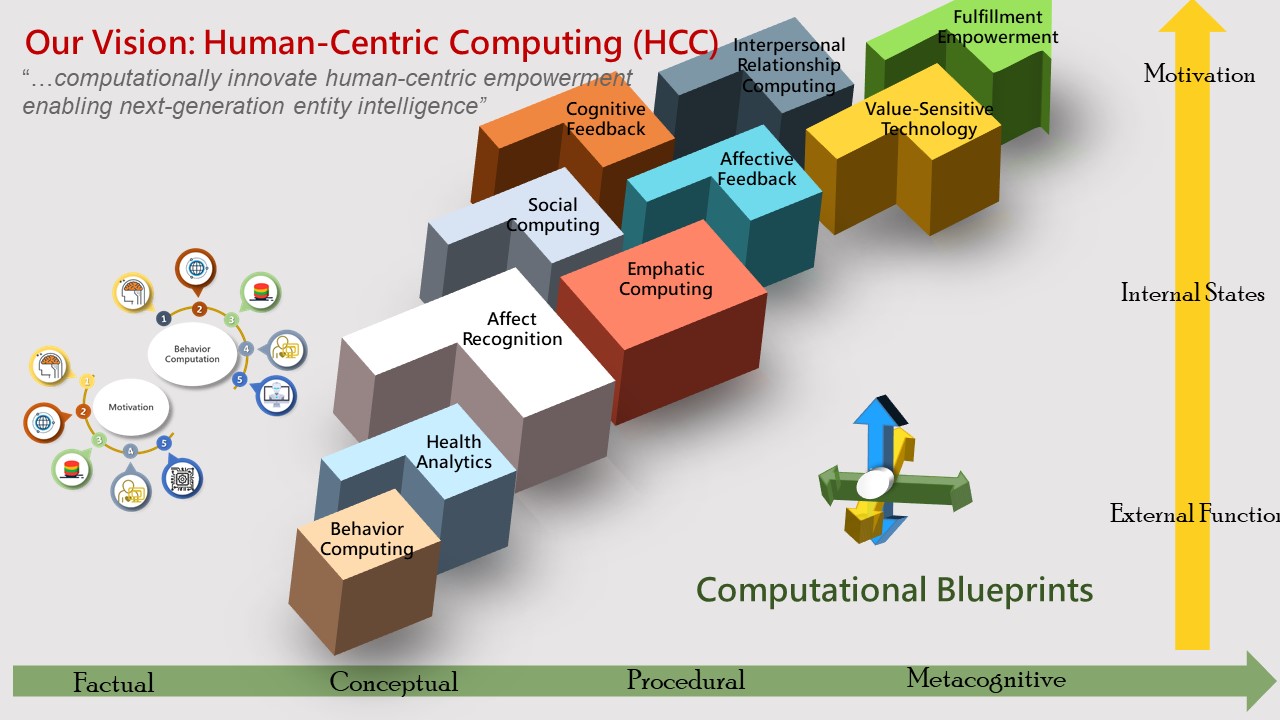 Our Vision: Human-Centric Computing (HCC)
“…computationally innovate human-centric empowerment
enabling next-generation entity intelligence”
Fulfillment
Empowerment
Interpersonal
Relationship
Computing
Cognitive
Feedback
Value-Sensitive
Technology
Affective
Feedback
Social
Computing
Emphatic
Computing
Affect
Recognition
Health
Analytics
Behavior
Computing
1
2
3
4
5
Behavior
Computation
1
2
3
4
5
Motivation
Computational Blueprints
Motivation
Internal States
External Function
Factual
Conceptual
Procedural
Metacognitive